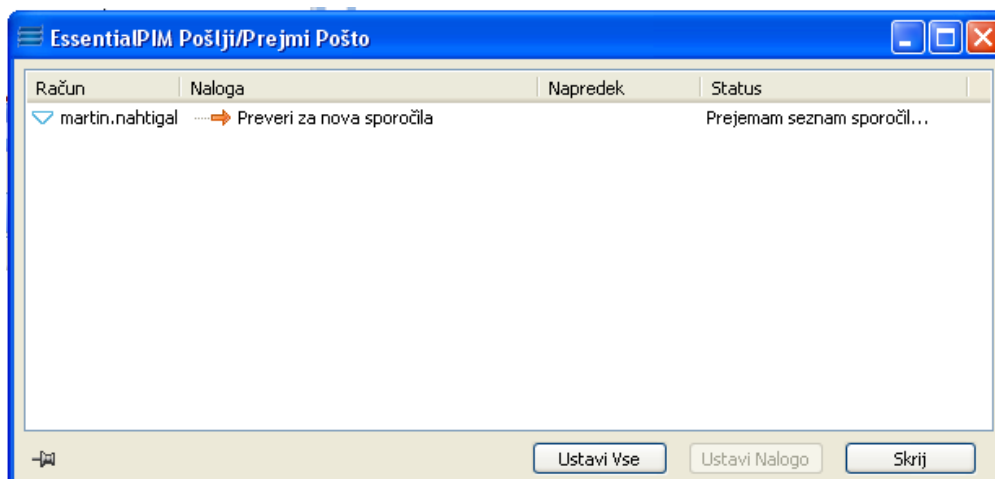 EssentialPIM Pošlji/Prejmi Pošto
Račun Naloga Napredek Status
martin.nahtigal Preveri za nova sporočila Prejemam seznam sporočil...
Ustavi Vse Ustavi Nalogo Skrij